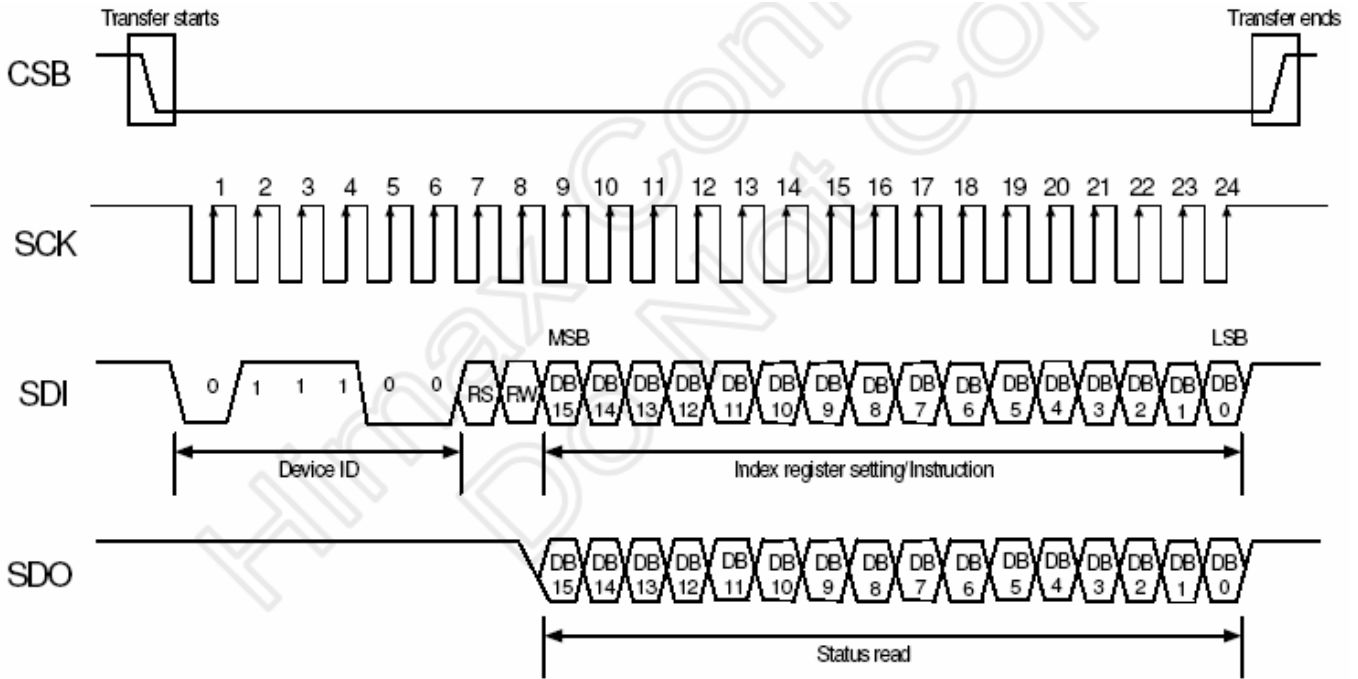 Transfer starts Transfer ends
CSB
1 2 3 4 5 6 7 8 9 10 11 12 13 14 15 16 17 18 19 20 21 22 23 24
SCK
MSB LSB
SDI 0 1 1 1 0 0 RS RW DB 15 DB 14 DB 13 DB 12 DB 11 DB 10 DB 9 DB 8 DB 7 DB 6 DB 5 DB 4 DB 3 DB 2 DB 1 DB 0
Device ID Index register setting/Instruction
SDO DB 15 DB 14 DB 13 DB 12 DB 11 DB 10 DB 9 DB 8 DB 7 DB 6 DB 5 DB 4 DB 3 DB 2 DB 1 DB 0
Status read
Himax
Do Not